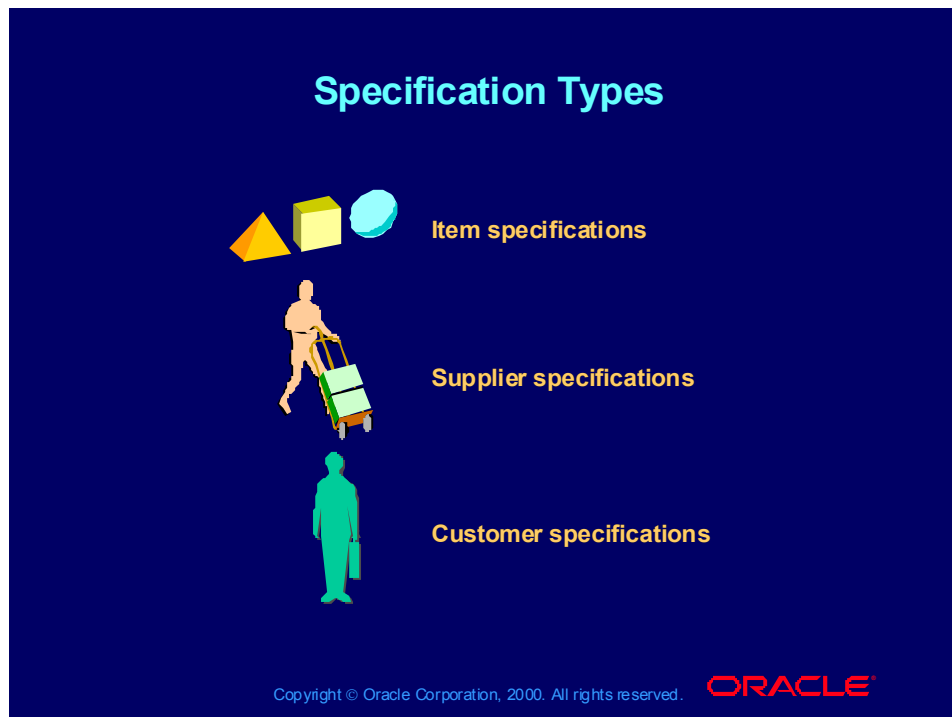 Specification Types
Item specifications
Supplier specifications
Customer specifications
Copyright © Oracle Corporation, 2000. All rights reserved.
ORACLE®